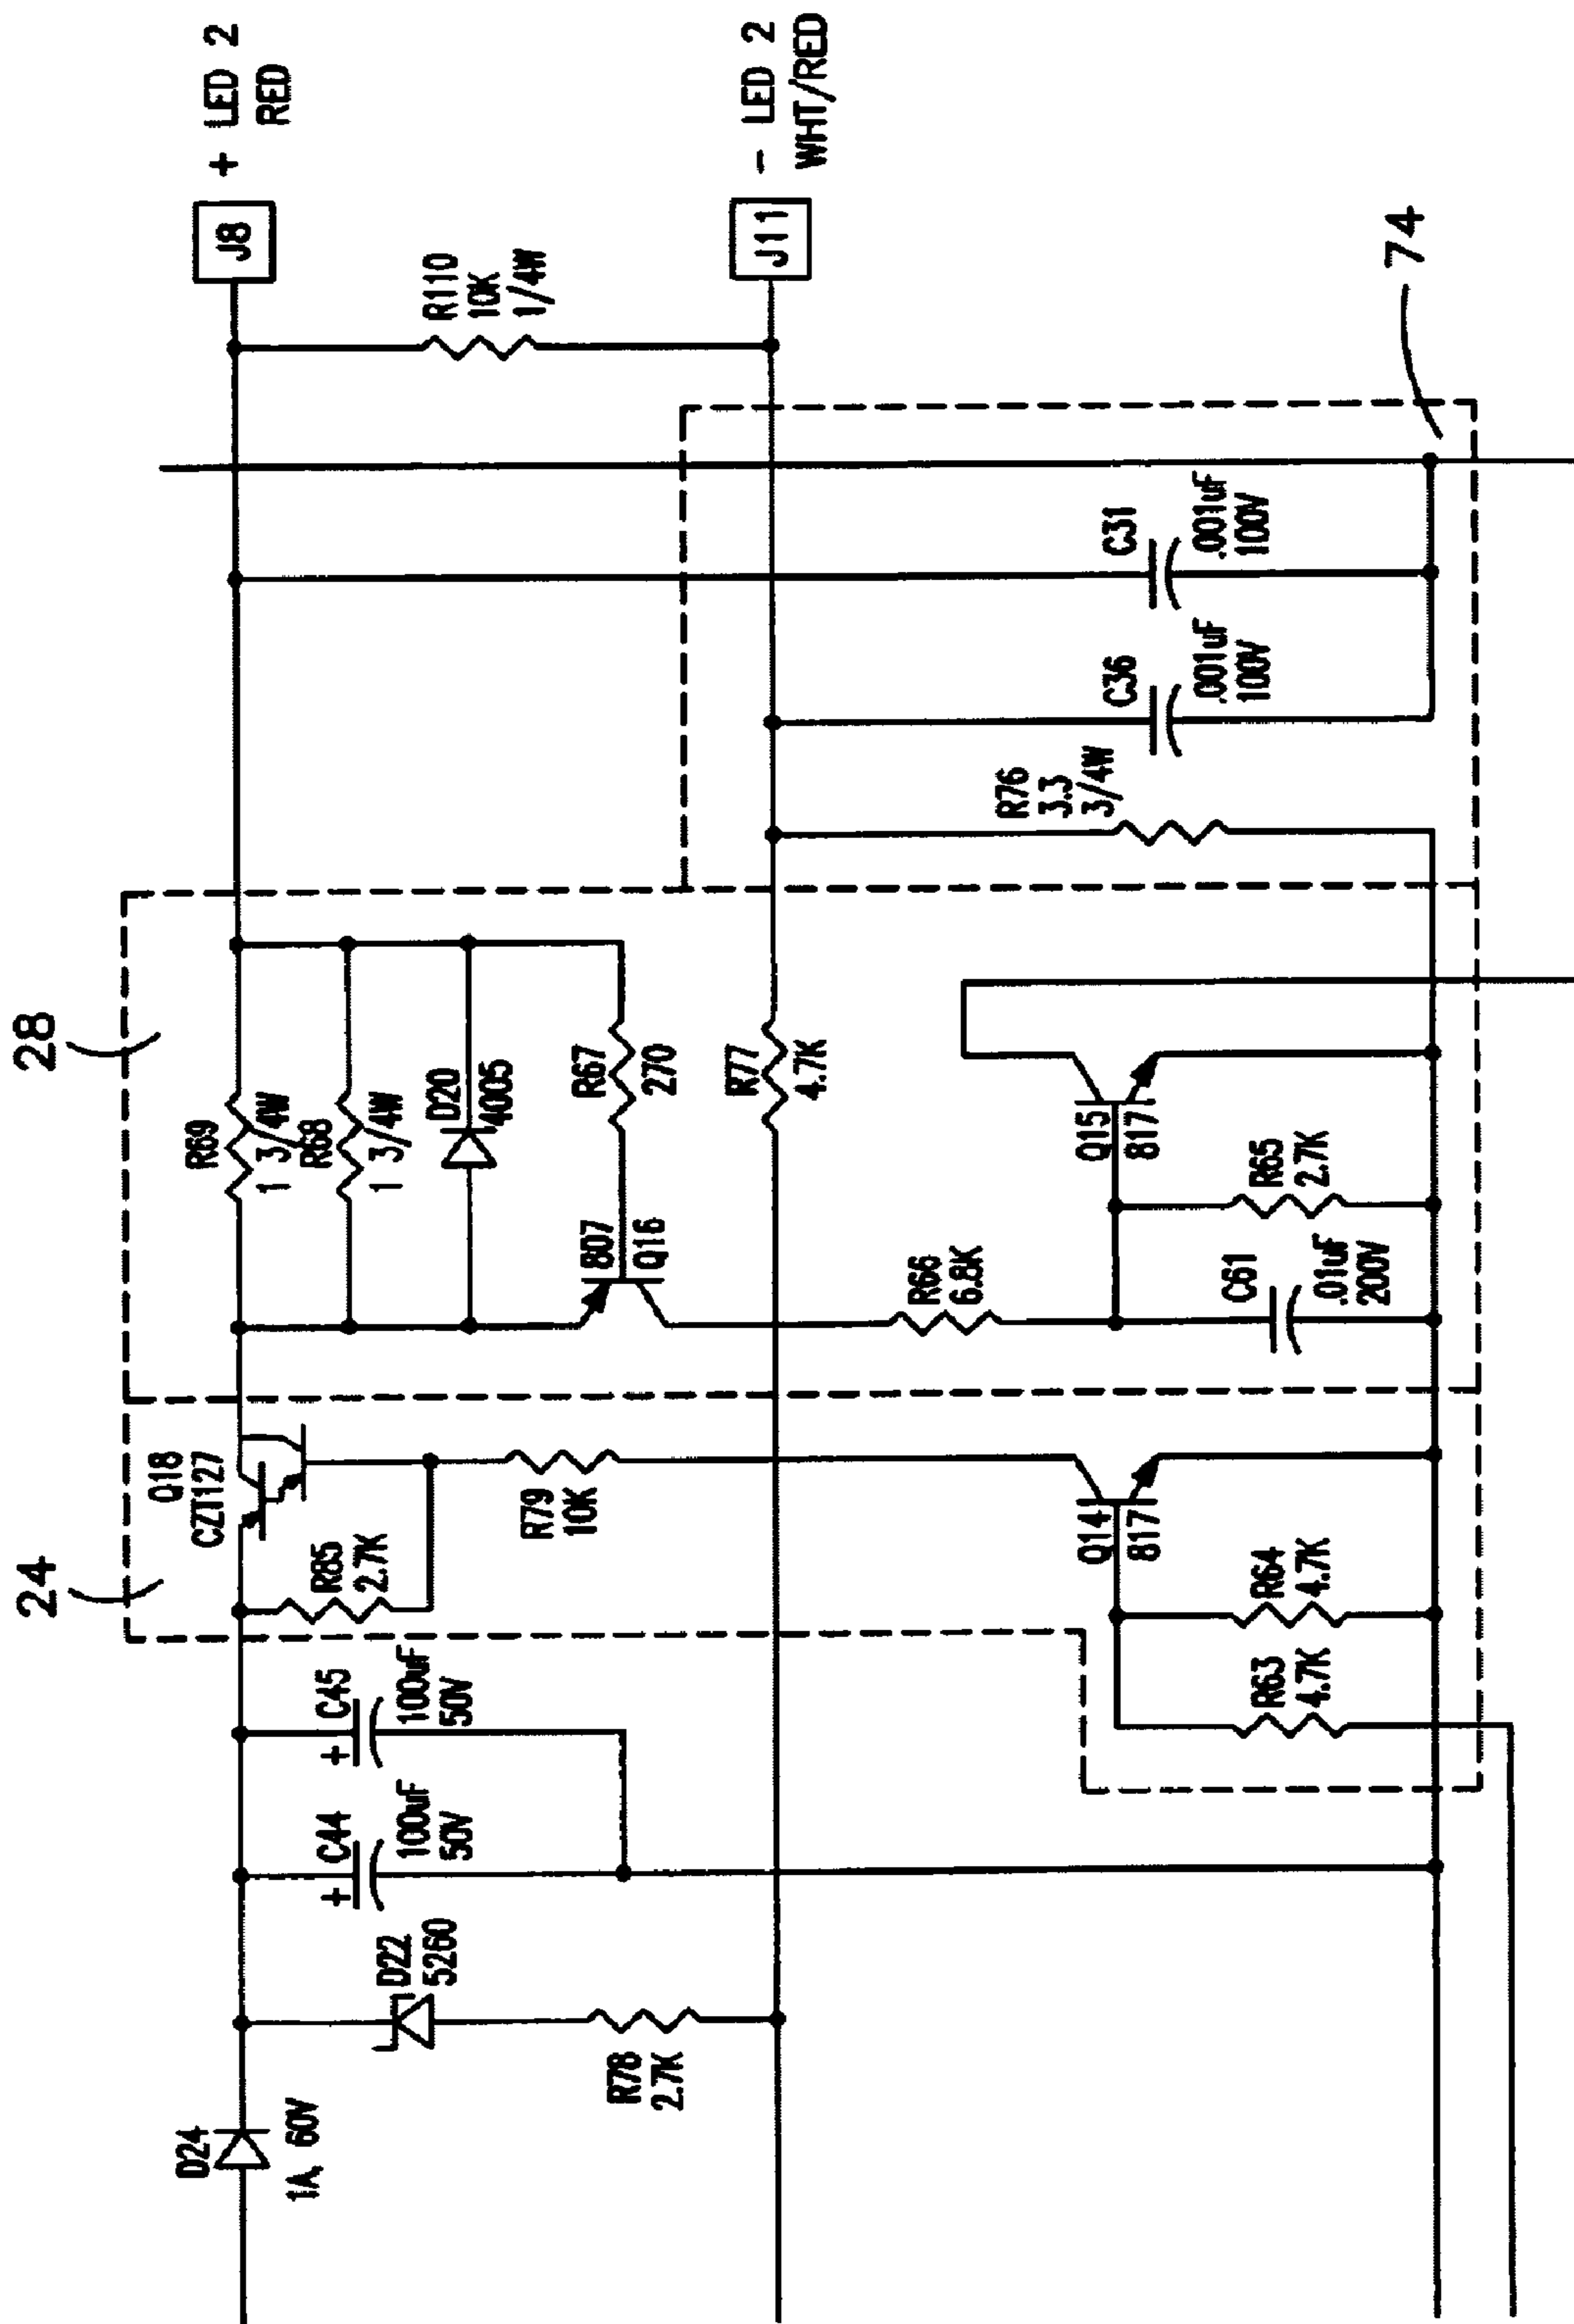 24
28
Q18
CZT127
R69
1 3/4W
R68
1 3/4W
D20
4005
R67
270
807
Q16
+ LED 2
RED
J8
R110
10K
1/4W
D24
1A, 60V
D22
5260
R78
2.7K
+
C44
100uF
50V
+
C45
100uF
50V
R85
2.7K
R79
10K
R77
4.7K
J11
- LED 2
WHT/RED
R63
4.7K
R64
4.7K
Q14
817
R66
6.8K
C61
.01uF
200V
R65
2.7K
Q15
817
R76
3.3
3/4W
C36
.001uF
100V
C31
.001uF
100V
74